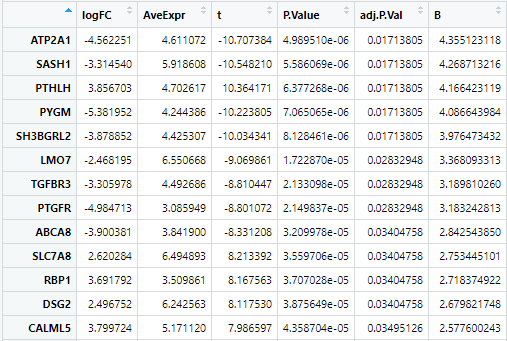 logFC AveExpr t P.Value adj.P.Val B
ATP2A1 -4.562251 4.611072 -10.707384 4.989510e-06 0.01713805 4.355123118
SASH1 -3.314540 5.918608 -10.548210 5.586069e-06 0.01713805 4.268713216
PTHLH 3.856703 4.702617 10.364171 6.377268e-06 0.01713805 4.166423119
PYGM -5.381952 4.244386 -10.223805 7.065065e-06 0.01713805 4.086643984
SH3BGRL2 -3.878852 4.425307 -10.034341 8.128461e-06 0.01713805 3.976473432
LMO7 -2.468195 6.550668 -9.069861 1.722870e-05 0.02832948 3.368093313
TGFBR3 -3.305978 4.492686 -8.810447 2.133098e-05 0.02832948 3.189810260
PTGFR -4.984713 3.085949 -8.801072 2.149837e-05 0.02832948 3.183242813
ABCA8 -3.900381 3.841900 -8.331208 3.209978e-05 0.03404758 2.842543850
SLC7A8 2.620284 6.494893 8.213392 3.559706e-05 0.03404758 2.753445101
RBP1 3.691792 3.509861 8.167563 3.707028e-05 0.03404758 2.718374922
DSG2 2.496752 6.242563 8.117530 3.875649e-05 0.03404758 2.679821748
CALML5 3.799724 5.171120 7.986597 4.358704e-05 0.03495126 2.577600243